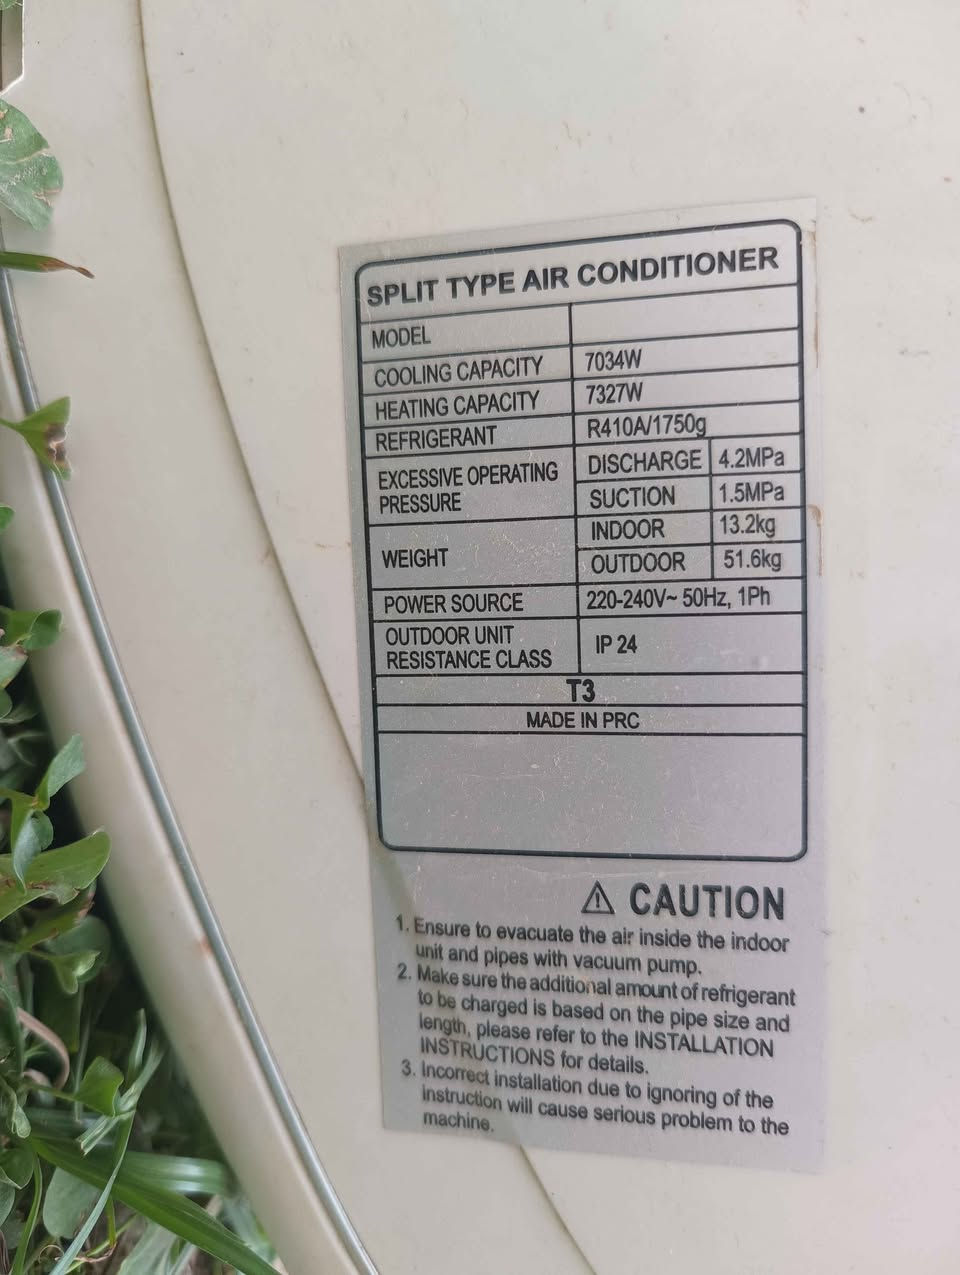 SPLIT TYPE AIR CONDITIONER
MODEL
COOLING CAPACITY 7034W
HEATING CAPACITY 7327W
REFRIGERANT R410A/1750g
EXCESSIVE OPERATING PRESSURE DISCHARGE 4.2MPa
SUCTION 1.5MPa
WEIGHT INDOOR 13.2kg
OUTDOOR 51.6kg
POWER SOURCE 220-240V~ 50Hz, 1Ph
OUTDOOR UNIT
RESISTANCE CLASS IP 24
T3
MADE IN PRC
⚠ CAUTION
1. Ensure to evacuate the air inside the indoor
unit and pipes with vacuum pump.
2. Make sure the additional amount of refrigerant
to be charged is based on the pipe size and
length, please refer to the INSTALLATION
INSTRUCTIONS for details.
3. Incorrect installation due to ignoring of the
instruction will cause serious problem to the
machine.